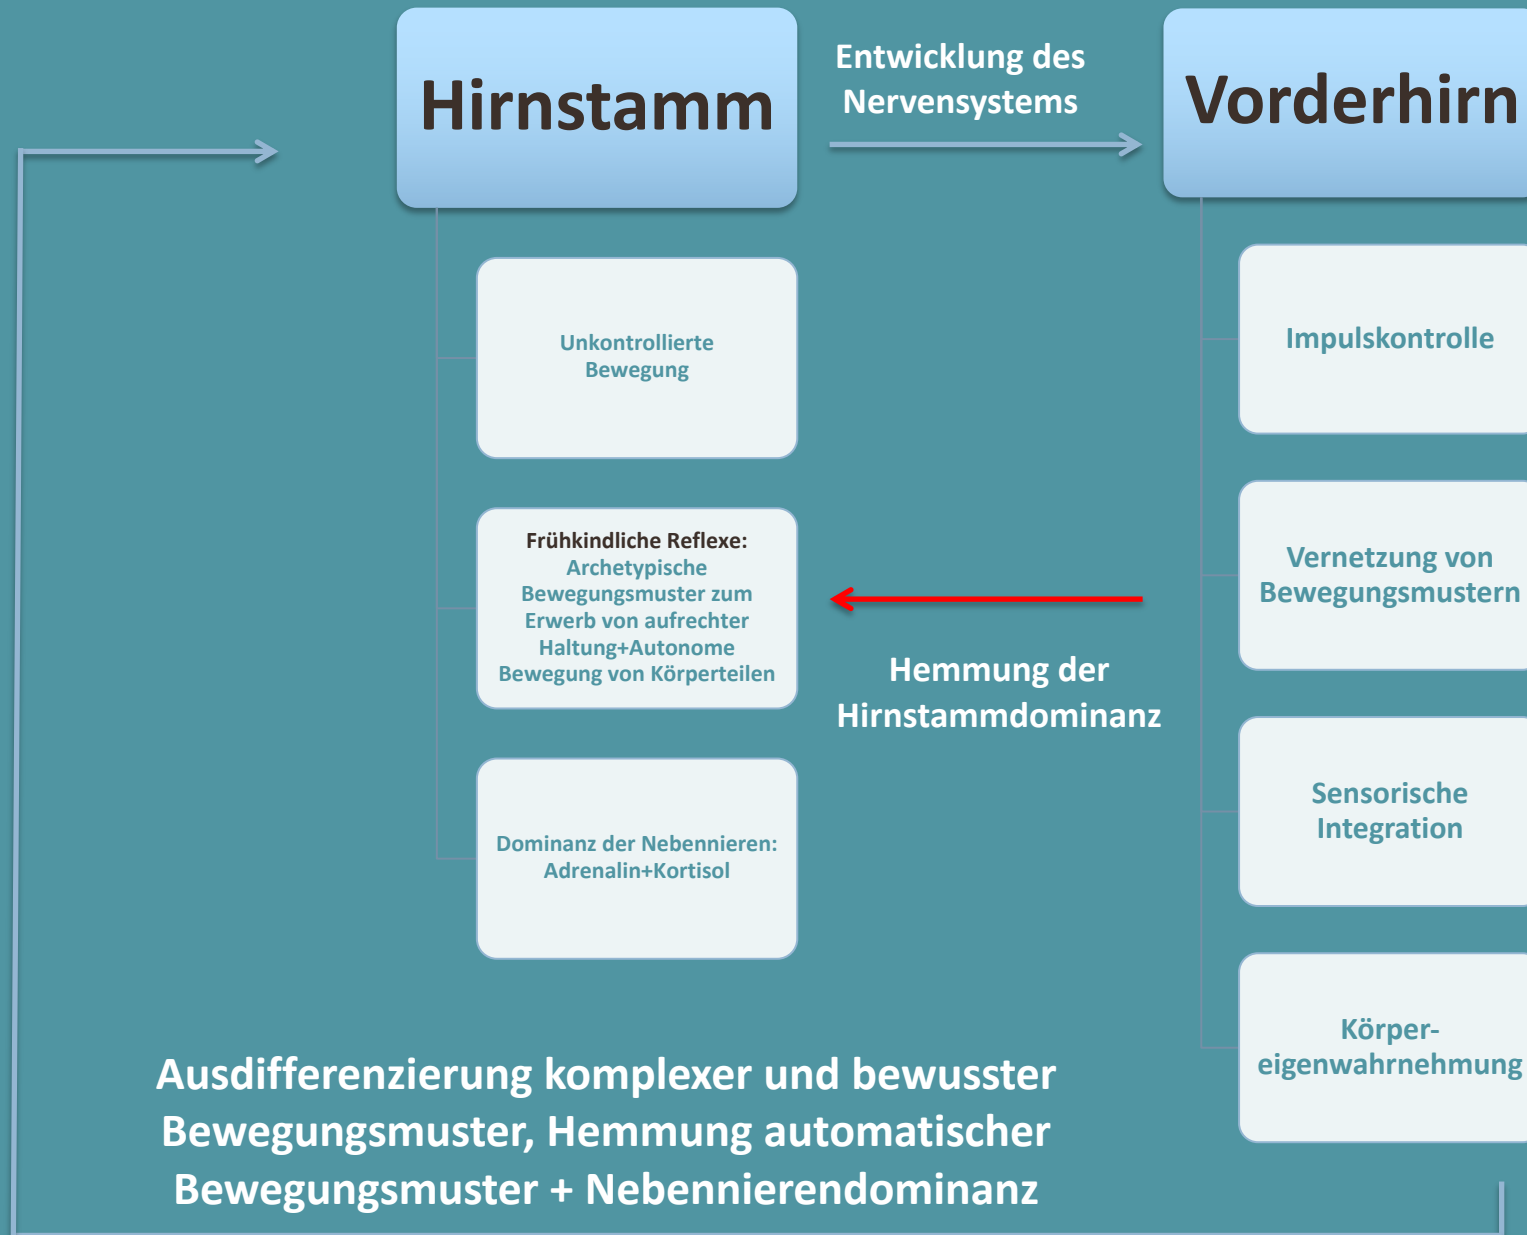 Hirnstamm
Entwicklung des
Nervensystems
Vorderhirn
Unkontrollierte
Bewegung
Frühkindliche Reflexe:
Archetypische
Bewegungsmuster zum
Erwerb von aufrechter
Haltung+Autonome
Bewegung von Körperteilen
Dominanz der Nebennieren:
Adrenalin+Kortisol
Hemmung der
Hirnstammdominanz
Impulskontrolle
Vernetzung von
Bewegungsmustern
Sensorische
Integration
Körper-
eigenwahrnehmung
Ausdifferenzierung komplexer und bewusster
Bewegungsmuster, Hemmung automatischer
Bewegungsmuster + Nebennierendominanz